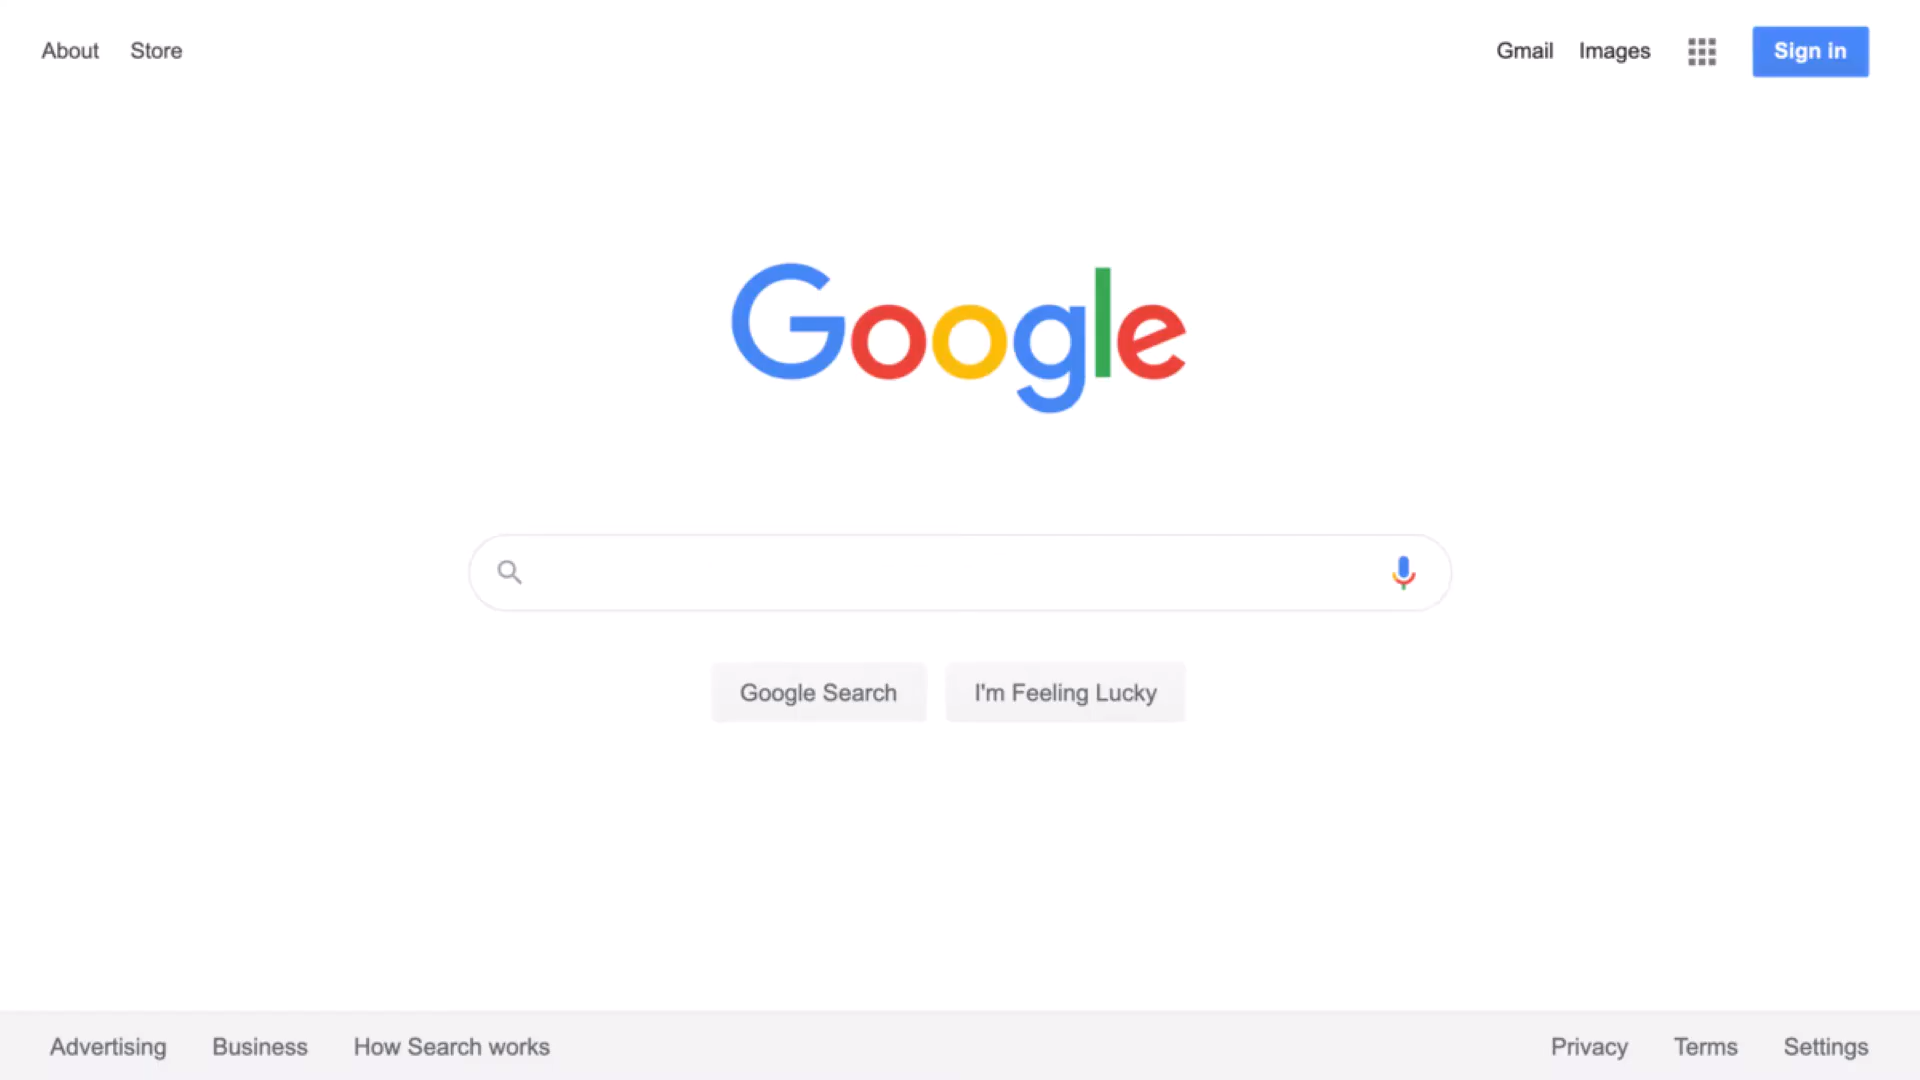 About Store Gmail Images Sign in
Google
Google Search I'm Feeling Lucky
Advertising Business How Search works Privacy Terms Settings